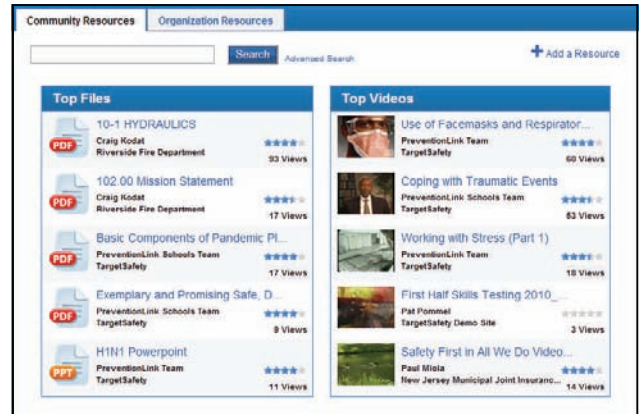 Community Resources
Organization Resources
Search
Advanced Search
Add a Resource
Top Files
PDF
10-1 HYDRAULICS
Craig Kodat
Riverside Fire Department
93 Views
PDF
102.00 Mission Statement
Craig Kodat
Riverside Fire Department
17 Views
PDF
Basic Components of Pandemic Pl...
PreventionLink Schools Team
TargetSafety
17 Views
PDF
Exemplary and Promising Safe, D...
PreventionLink Schools Team
TargetSafety
9 Views
PPT
H1N1 Powerpoint
PreventionLink Team
TargetSafety
11 Views
Top Videos
Use of Facemasks and Respirator...
PreventionLink Team
TargetSafety
60 Views
Coping with Traumatic Events
PreventionLink Schools Team
TargetSafety
53 Views
Working with Stress (Part 1)
PreventionLink Team
TargetSafety
18 Views
First Half Skills Testing 2010_...
Pat Pommel
TargetSafety Demo Site
3 Views
Safety First in All We Do Video...
Paul Miola
New Jersey Municipal Joint Insuranc...
14 Views